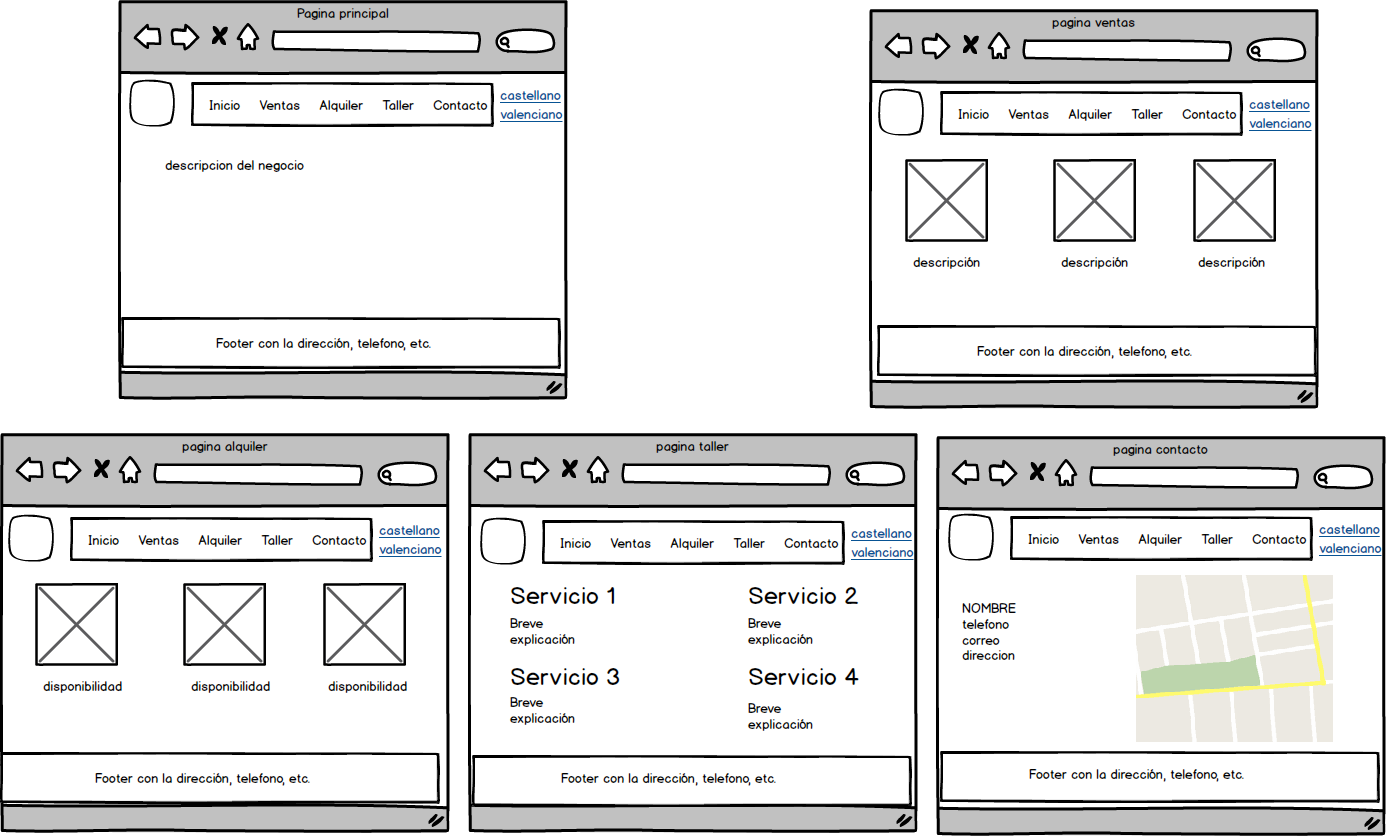 Pagina principal
Inicio Ventas Alquiler Taller Contacto
castellano
valenciano
descripcion del negocio
Footer con la dirección, telefono, etc.
pagina ventas
Inicio Ventas Alquiler Taller Contacto
castellano
valenciano
descripción descripción descripción
Footer con la dirección, telefono, etc.
pagina alquiler
Inicio Ventas Alquiler Taller Contacto
castellano
valenciano
disponibilidad disponibilidad disponibilidad
Footer con la dirección, telefono, etc.
pagina taller
Inicio Ventas Alquiler Taller Contacto
castellano
valenciano
Servicio 1
Breve
explicación
Servicio 2
Breve
explicación
Servicio 3
Breve
explicación
Servicio 4
Breve
explicación
Footer con la dirección, telefono, etc.
pagina contacto
Inicio Ventas Alquiler Taller Contacto
castellano
valenciano
NOMBRE
telefono
correo
direccion
Footer con la dirección, telefono, etc.